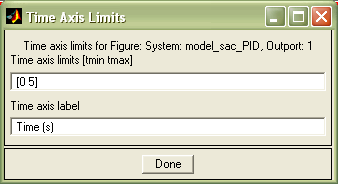 Time Axis Limits
Time axis limits for Figure: System: model_sac_PID, Outport: 1
Time axis limits [tmin tmax]
[0 5]
Time axis label
Time (s)
Done